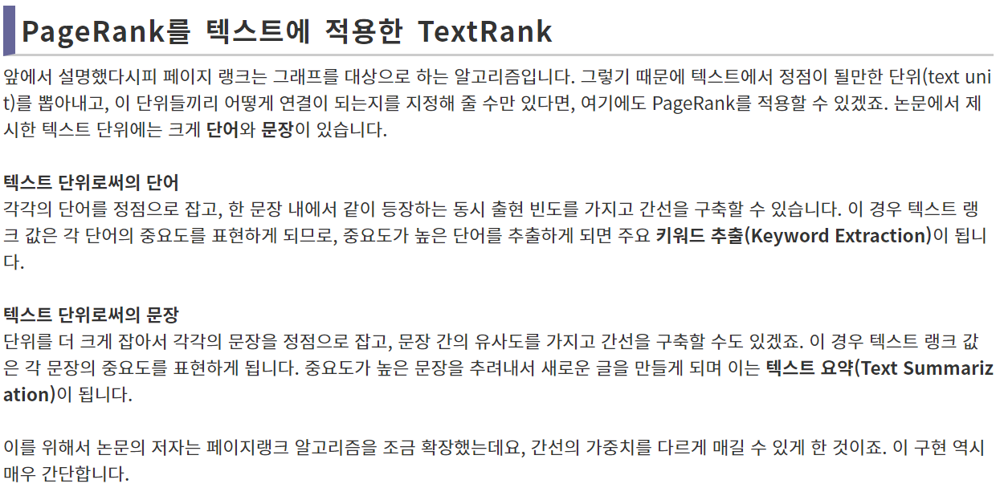 PageRank를 텍스트에 적용한 TextRank
앞에서 설명했다시피 페이지 랭크는 그래프를 대상으로 하는 알고리즘입니다. 그렇기 때문에 텍스트에서 정점이 될만한 단위(text uni
t)를 뽑아내고, 이 단위들끼리 어떻게 연결이 되는지를 지정해 줄 수만 있다면, 여기에도 PageRank를 적용할 수 있겠죠. 논문에서 제
시한 텍스트 단위에는 크게 단어와 문장이 있습니다.
텍스트 단위로써의 단어
각각의 단어를 정점으로 잡고, 한 문장 내에서 같이 등장하는 동시 출현 빈도를 가지고 간선을 구축할 수 있습니다. 이 경우 텍스트 랭
크 값은 각 단어의 중요도를 표현하게 되므로, 중요도가 높은 단어를 추출하게 되면 주요 키워드 추출(Keyword Extraction)이 됩니
다.
텍스트 단위로써의 문장
단위를 더 크게 잡아서 각각의 문장을 정점으로 잡고, 문장 간의 유사도를 가지고 간선을 구축할 수도 있겠죠. 이 경우 텍스트 랭크 값
은 각 문장의 중요도를 표현하게 됩니다. 중요도가 높은 문장을 추려내서 새로운 글을 만들게 되며 이는 텍스트 요약(Text Summariz
ation)이 됩니다.
이를 위해서 논문의 저자는 페이지랭크 알고리즘을 조금 확장했는데요, 간선의 가중치를 다르게 매길 수 있게 한 것이죠. 이 구현 역시
매우 간단합니다.